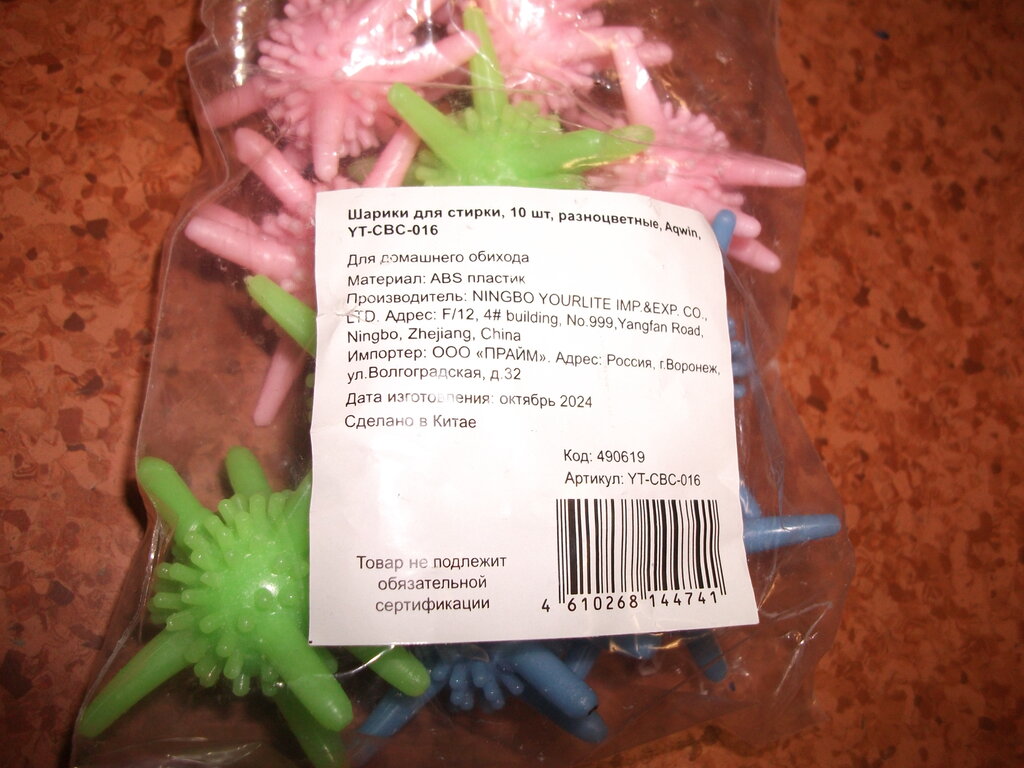 Шарики для стирки, 10 шт, разноцветные, Aqwin,
YT-CBC-016
Для домашнего обихода
Материал: ABS пластик
Производитель: NINGBO YOURLITE IMP.&EXP. CO.,
LTD. Адрес: F/12, 4# building, No.999,Yangfan Road,
Ningbo, Zhejiang, China
Импортер: ООО «ПРАЙМ». Адрес: Россия, г.Воронеж,
ул.Волгоградская, д.32
Дата изготовления: октябрь 2024
Сделано в Китае
Код: 490619
Артикул: YT-CBC-016
Товар не подлежит
обязательной
сертификации
4 610268 144741